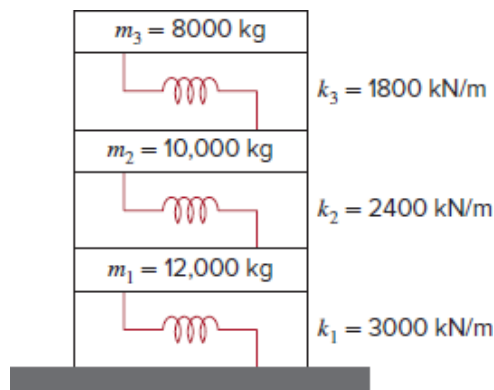 m₃ = 8000 kg
k₃ = 1800 kN/m
m₂ = 10,000 kg
k₂ = 2400 kN/m
m₁ = 12,000 kg
k₁ = 3000 kN/m